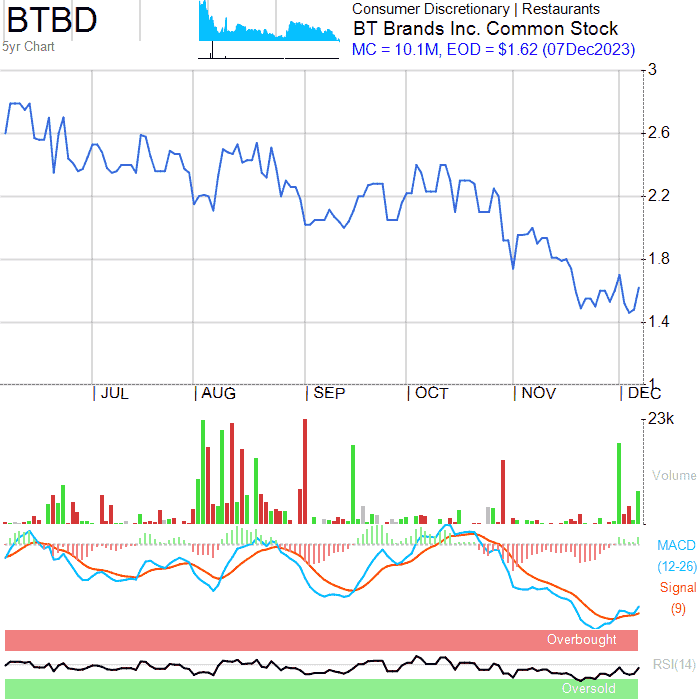 BTBD
5yr Chart
Consumer Discretionary | Restaurants
BT Brands Inc. Common Stock
MC = 10.1M, EOD = $1.62 (07Dec2023)
3
2.6
2.2
1.8
1.4
1
JUL AUG SEP OCT NOV DEC
23k
Volume
MACD
(12-26)
Signal
(9)
Overbought
RSI(14)
Oversold